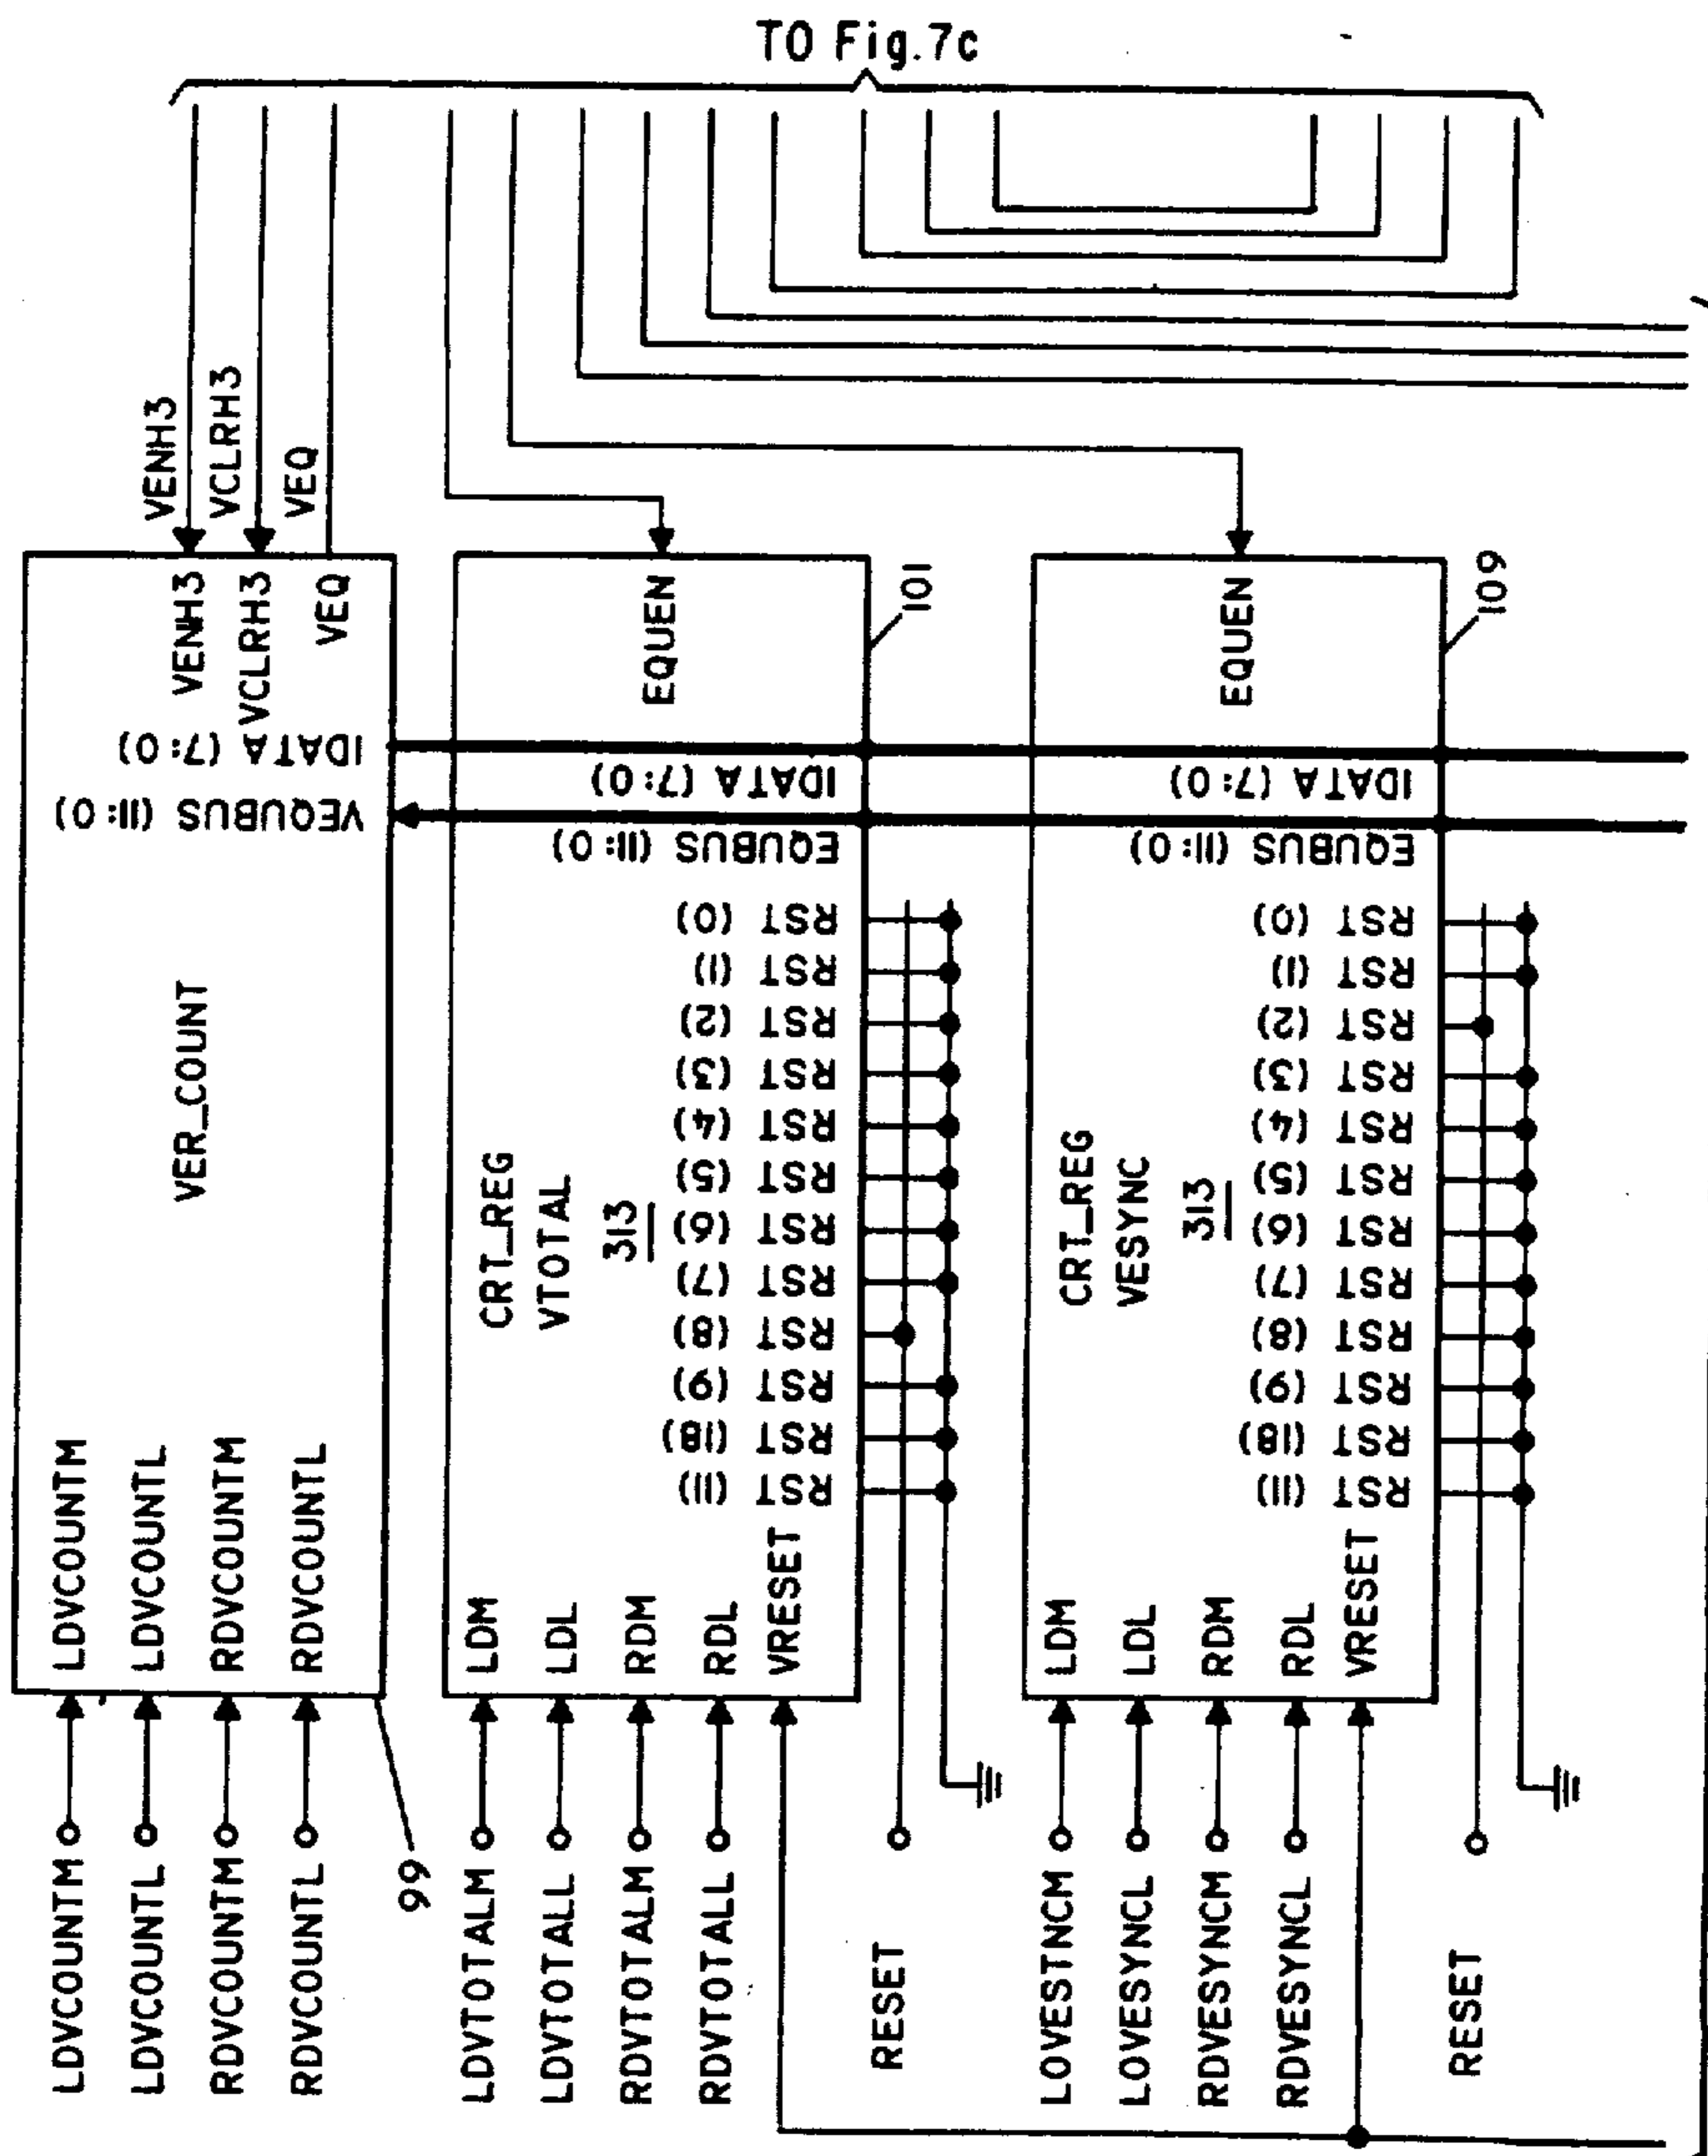 TO Fig.7c
VENH3
VCLRH3
VEQ
LDVCOUNTM
LDVCOUNTL
RDVCOUNTM
RDVCOUNTL
LDVCOUNTM
LDVCOUNTL
RDVCOUNTM
RDVCOUNTL
VER_COUNT
VENH3
VCLRH3
VEQ
IDATA (7:0)
VEQUBUS (11:0)
99
LDVTOTALM
LDVTOTALL
RDVTOTALM
RDVTOTALL
LDM
LDL
RDM
RDL
VRESET
CRT_REG
VTOTAL
313
EQUEN
101
IDATA (7:0)
EQUBUS (11:0)
RST (0)
RST (1)
RST (2)
RST (3)
RST (4)
RST (5)
RST (6)
RST (7)
RST (8)
RST (9)
RST (18)
RST (11)
RESET
LOVESTNCM
LOVESYNCL
RDVESYNCM
RDVESYNCL
LDM
LDL
RDM
RDL
VRESET
CRT_REG
VESYNC
313
EQUEN
109
IDATA (7:0)
EQUBUS (11:0)
RST (0)
RST (1)
RST (2)
RST (3)
RST (4)
RST (5)
RST (6)
RST (7)
RST (8)
RST (9)
RST (18)
RST (11)
RESET